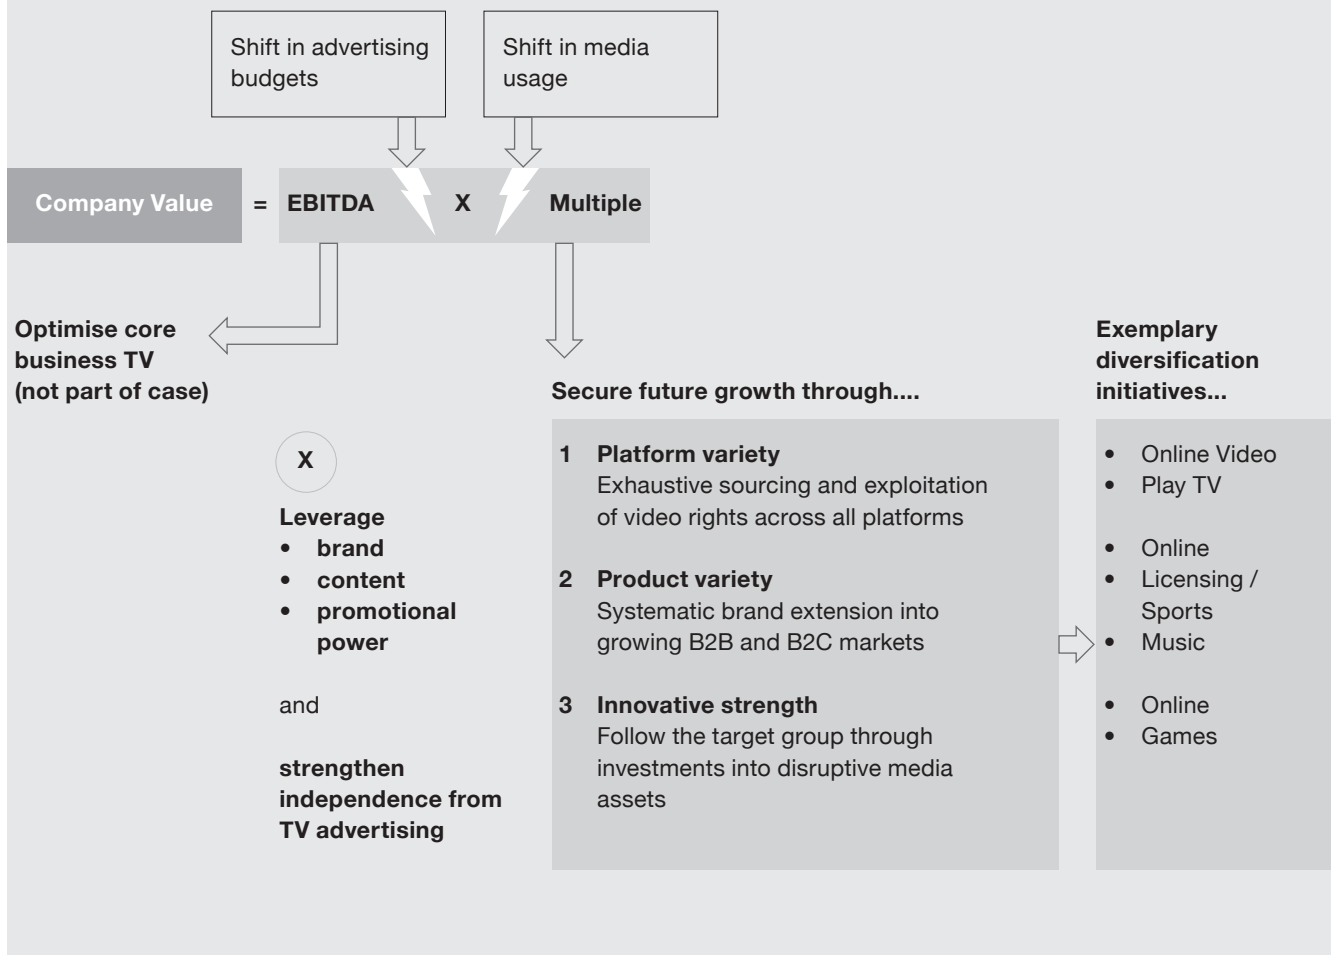 Shift in advertising
budgets
Shift in media
usage
Company Value = EBITDA X Multiple
Optimise core
business TV
(not part of case)
X
Leverage
• brand
• content
• promotional
power
and
strengthen
independence from
TV advertising
Secure future growth through....
1 Platform variety
Exhaustive sourcing and exploitation
of video rights across all platforms
2 Product variety
Systematic brand extension into
growing B2B and B2C markets
3 Innovative strength
Follow the target group through
investments into disruptive media
assets
Exemplary
diversification
initiatives...
• Online Video
• Play TV
• Online
• Licensing /
Sports
• Music
• Online
• Games